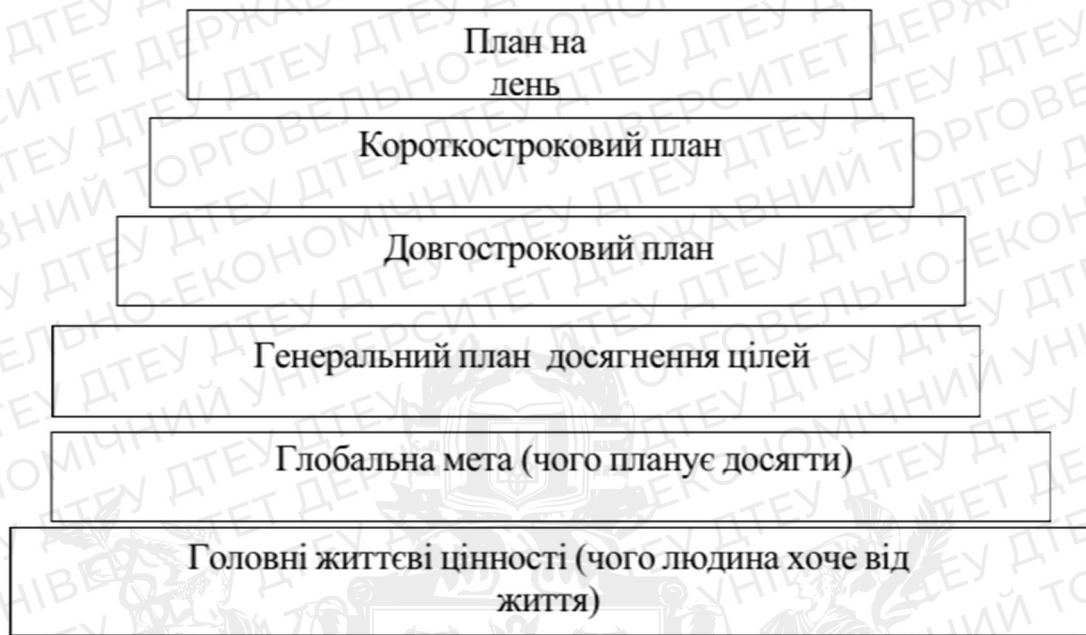 План на
день
Короткостроковий план
Довгостроковий план
Генеральний план досягнення цілей
Глобальна мета (чого планує досягти)
Головні життєві цінності (чого людина хоче від
життя)